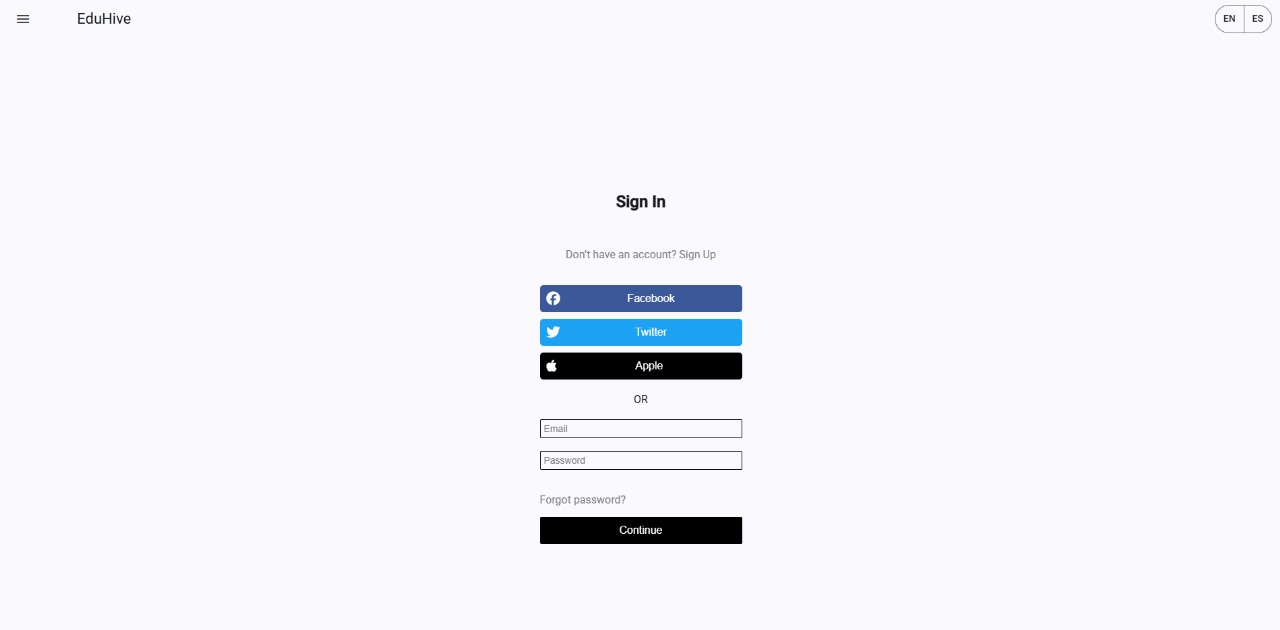 EduHive
EN
ES
Sign In
Don't have an account? Sign Up
Facebook
Twitter
Apple
OR
Email
Password
Forgot password?
Continue